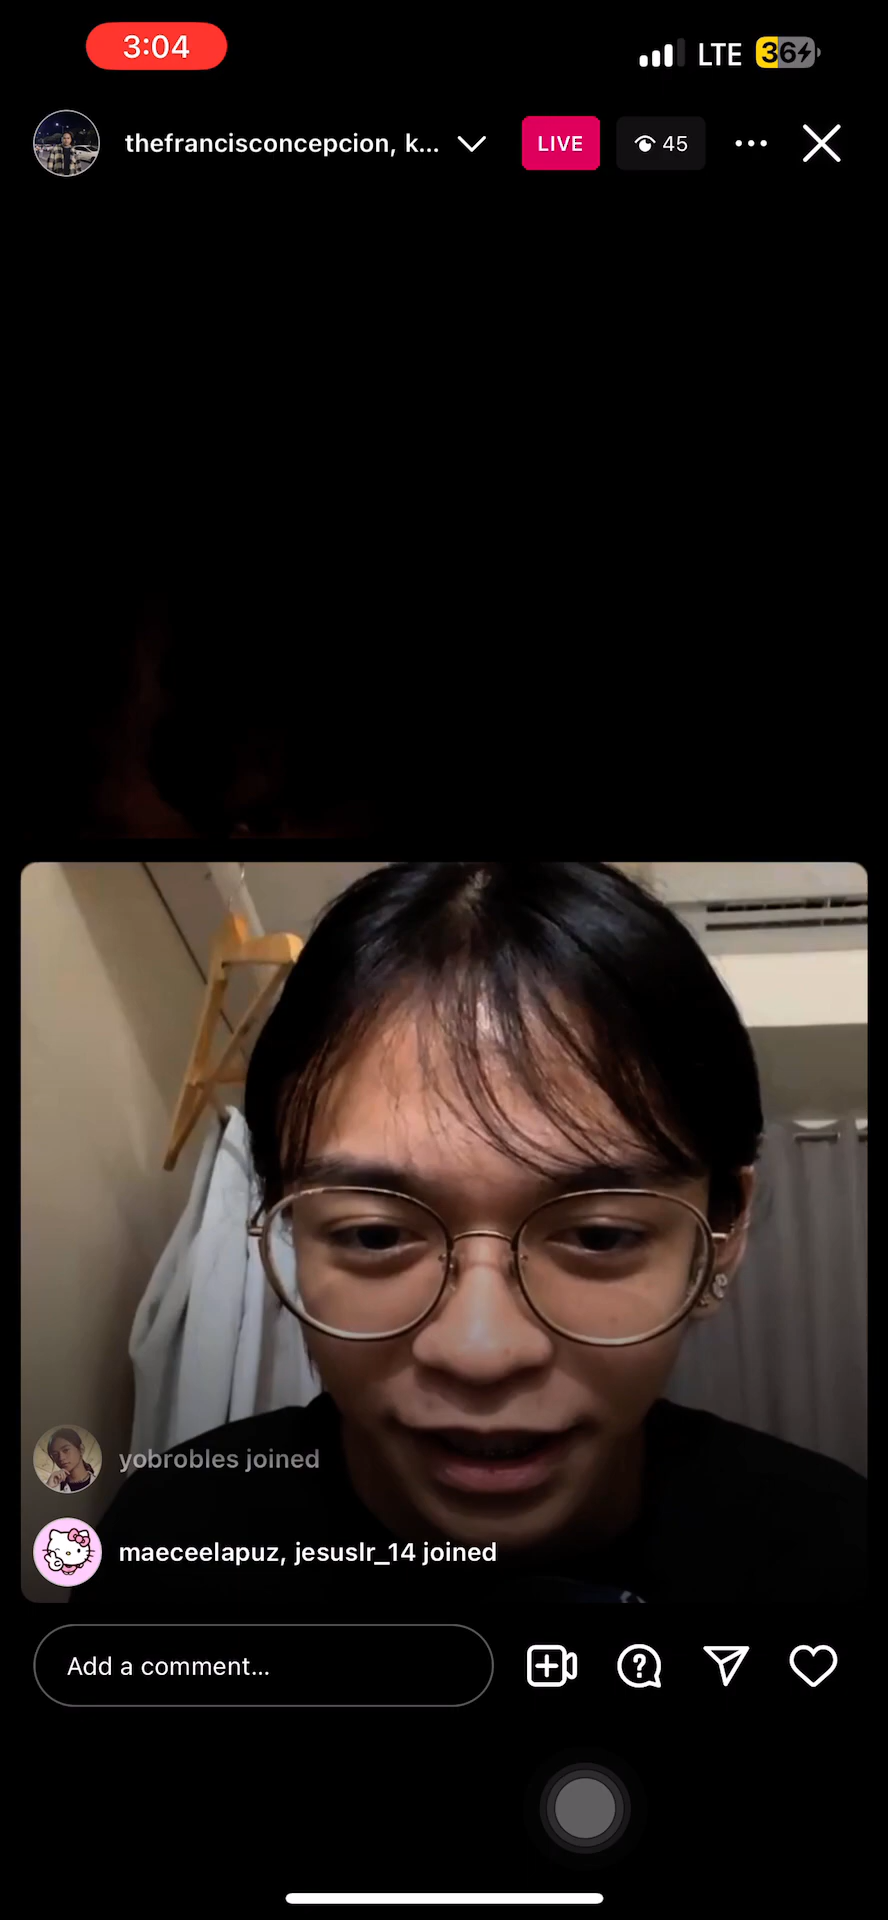 3:04
LTE
36
thefrancisconcepcion, k...
LIVE
45
yobrobles joined
maeceelapuz, jesuslr_14 joined
Add a comment...